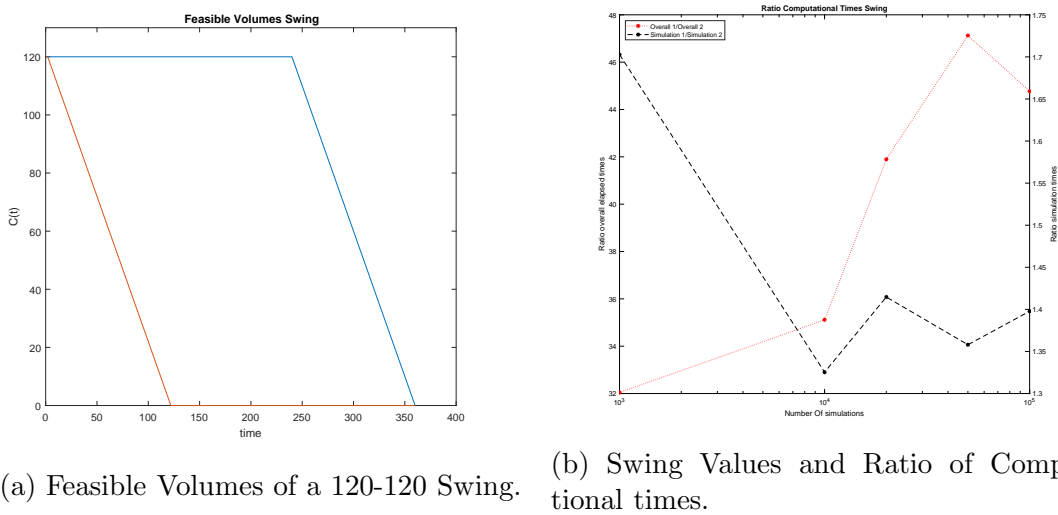 Feasible Volumes Swing
120
100
80
60
40
20
0
C(t)
0 50 100 150 200 250 300 350 400
time
(a) Feasible Volumes of a 120-120 Swing.
Ratio Computational Times Swing
Overall 1/Overall 2
Simulation 1/Simulation 2
48
46
44
42
40
38
36
34
32
Ratio overall elapsed times
1.75
1.7
1.65
1.6
1.55
1.5
1.45
1.4
1.35
1.3
Ratio simulation times
10³ 10⁴ 10⁵
Number Of simulations
(b) Swing Values and Ratio of Comp
tional times.